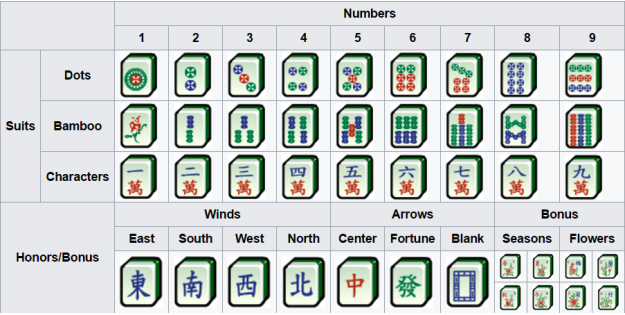 Numbers
1 2 3 4 5 6 7 8 9
Suits
Dots
Bamboo
Characters
一萬 二萬 三萬 四萬 五萬 六萬 七萬 八萬 九萬
Honors/Bonus
Winds Arrows Bonus
East South West North Center Fortune Blank Seasons Flowers
東 南 西 北 中 發